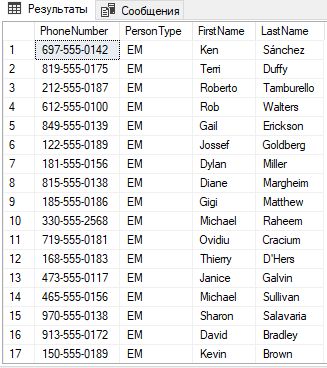 Результаты Сообщения
PhoneNumber PersonType FirstName LastName
1 697-555-0142 EM Ken Sánchez
2 819-555-0175 EM Terri Duffy
3 212-555-0187 EM Roberto Tamburello
4 612-555-0100 EM Rob Walters
5 849-555-0139 EM Gail Erickson
6 122-555-0189 EM Jossef Goldberg
7 181-555-0156 EM Dylan Miller
8 815-555-0138 EM Diane Margheim
9 185-555-0186 EM Gigi Matthew
10 330-555-2568 EM Michael Raheem
11 719-555-0181 EM Ovidiu Cracium
12 168-555-0183 EM Thierry D'Hers
13 473-555-0117 EM Janice Galvin
14 465-555-0156 EM Michael Sullivan
15 970-555-0138 EM Sharon Salavaria
16 913-555-0172 EM David Bradley
17 150-555-0189 EM Kevin Brown